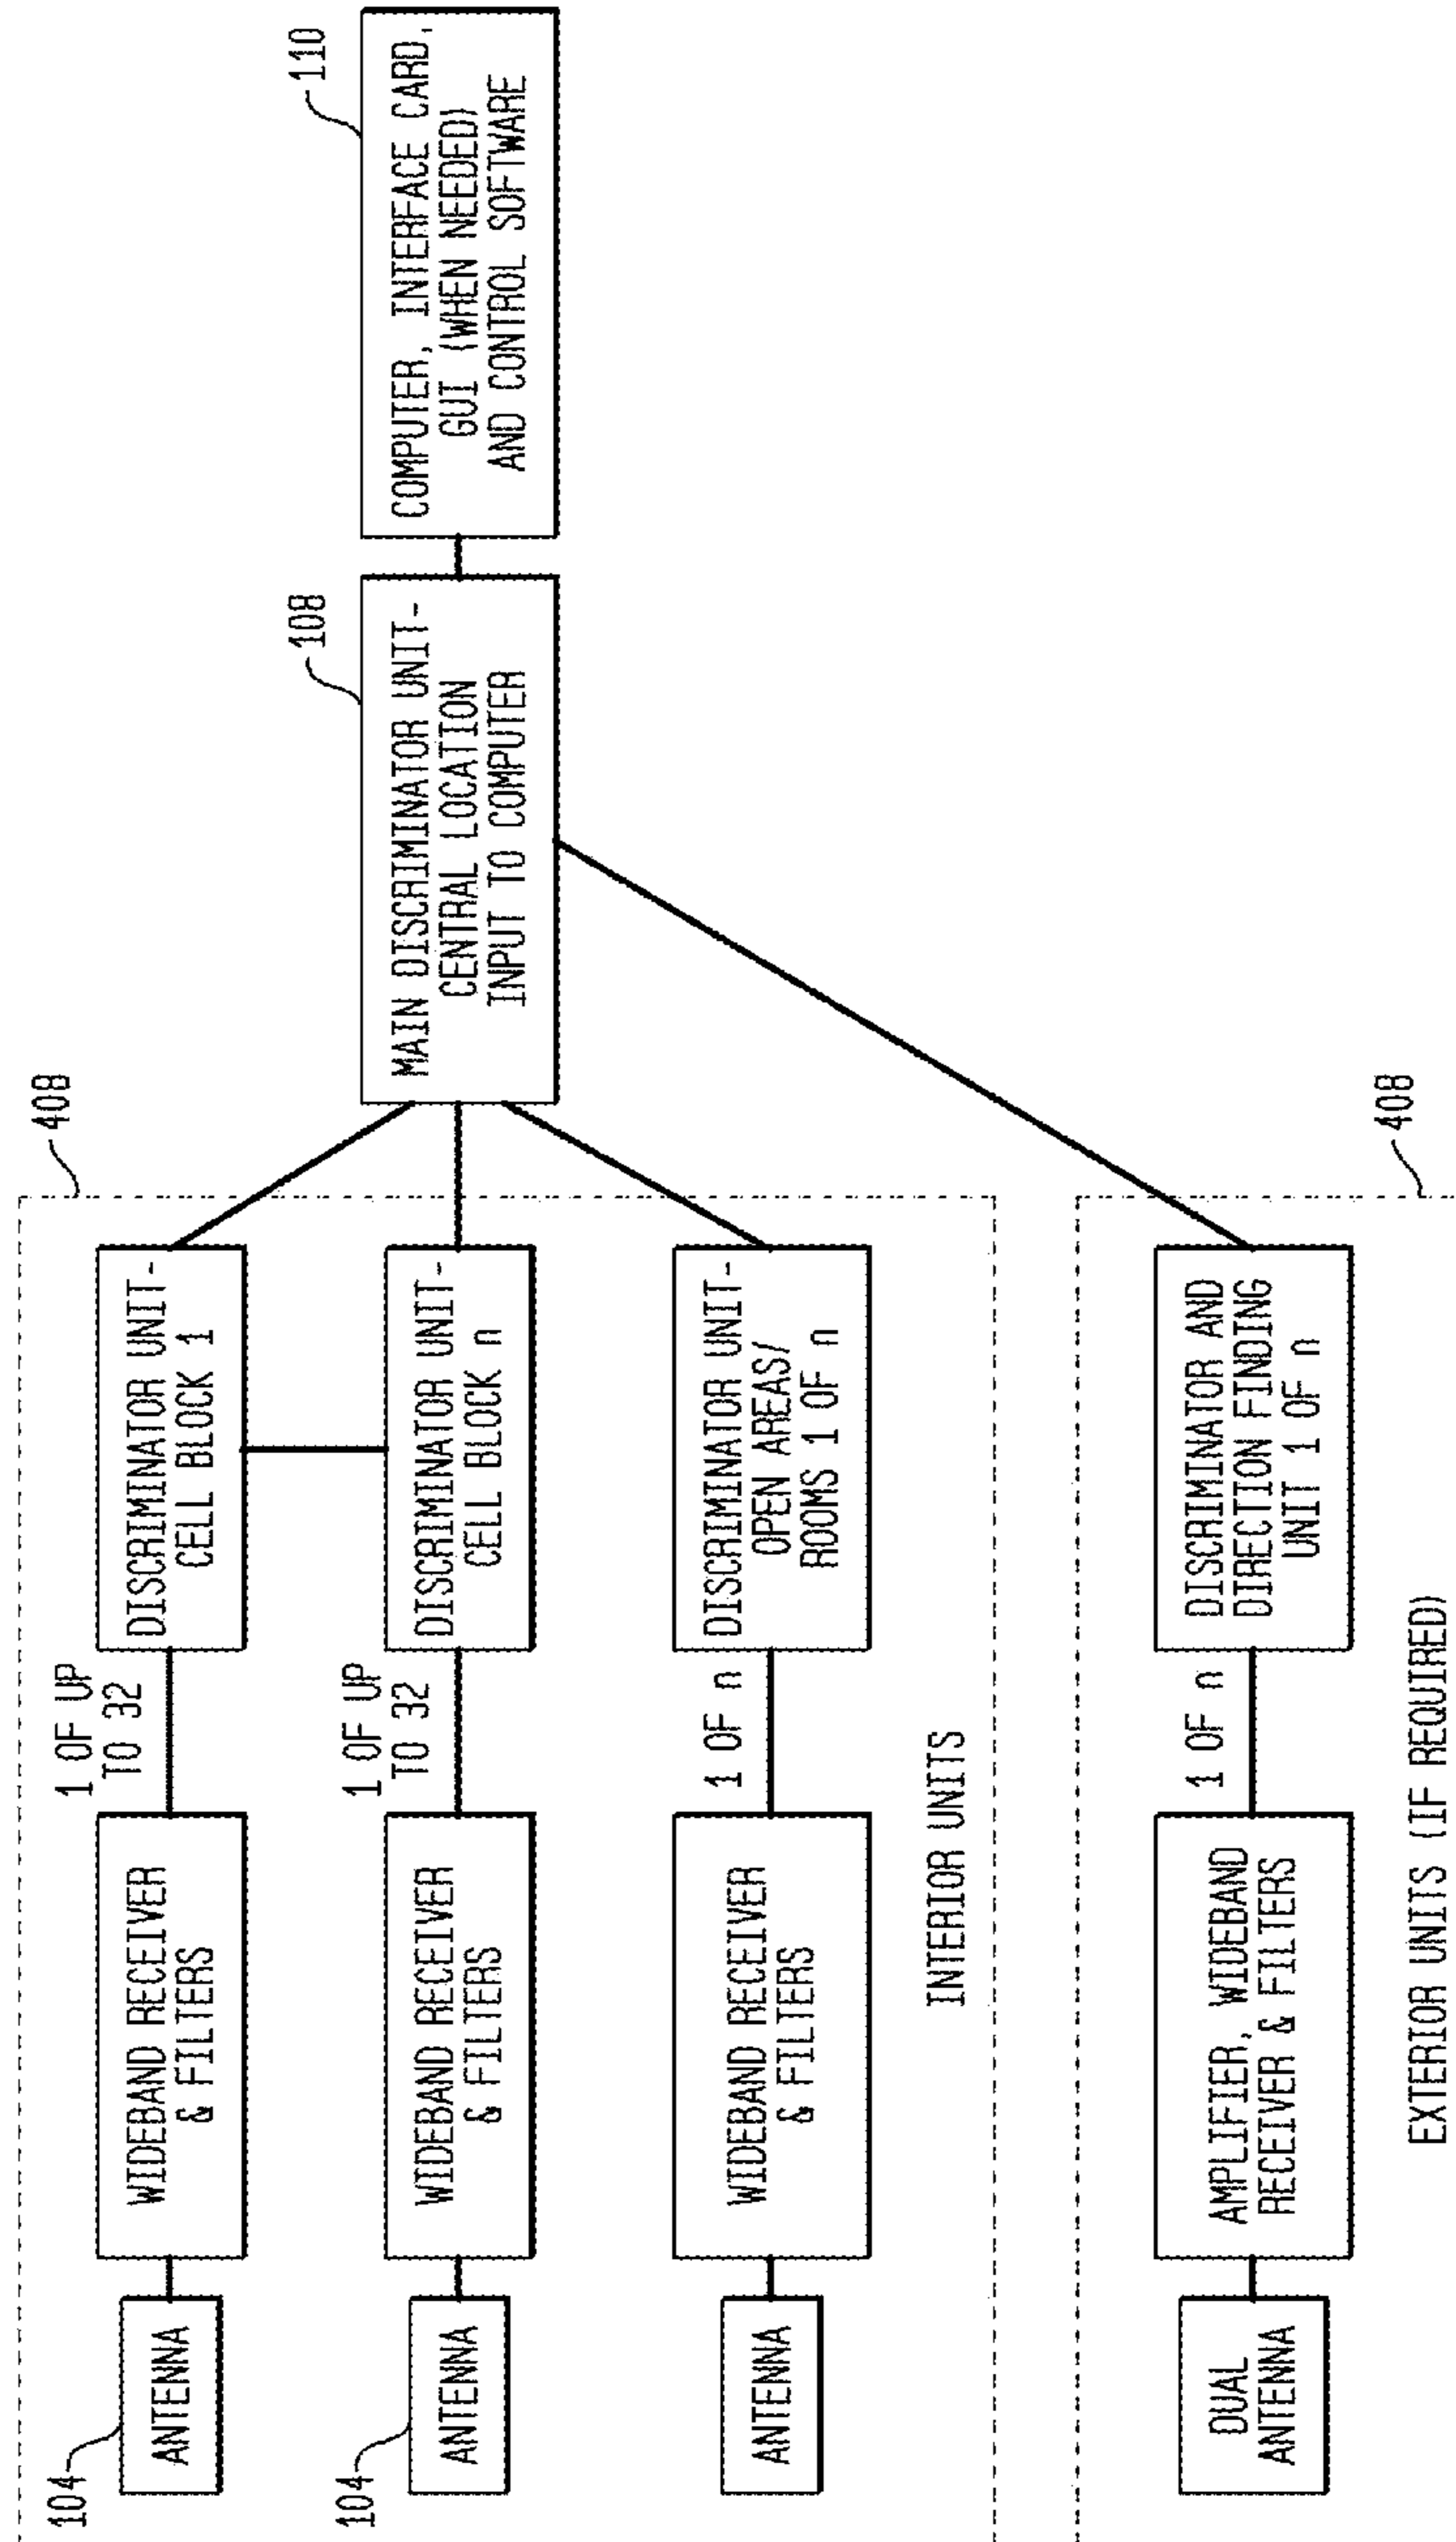 104
ANTENNA
WIDEBAND RECEIVER
& FILTERS
1 OF UP
TO 32
DISCRIMINATOR UNIT-
CELL BLOCK 1
408
104
ANTENNA
WIDEBAND RECEIVER
& FILTERS
1 OF UP
TO 32
DISCRIMINATOR UNIT-
CELL BLOCK n
108
MAIN DISCRIMINATOR UNIT-
CENTRAL LOCATION
INPUT TO COMPUTER
110
COMPUTER, INTERFACE CARD,
GUI (WHEN NEEDED)
AND CONTROL SOFTWARE
ANTENNA
WIDEBAND RECEIVER
& FILTERS
1 OF n
DISCRIMINATOR UNIT-
OPEN AREAS/
ROOMS 1 OF n
INTERIOR UNITS
DUAL
ANTENNA
AMPLIFIER, WIDEBAND
RECEIVER & FILTERS
1 OF n
DISCRIMINATOR AND
DIRECTION FINDING
UNIT 1 OF n
408
EXTERIOR UNITS (IF REQUIRED)